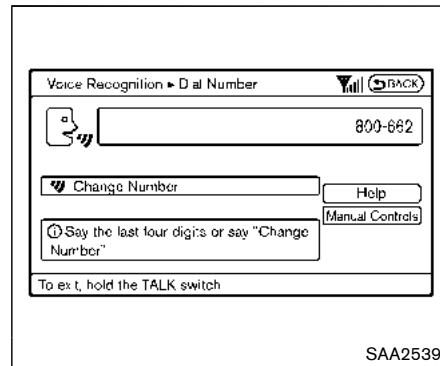 Voice Recognition ▸ Dial Number
BACK
800-662
Change Number
Help
Manual Controls
Say the last four digits or say "Change
Number"
To exit, hold the TALK switch
SAA2539